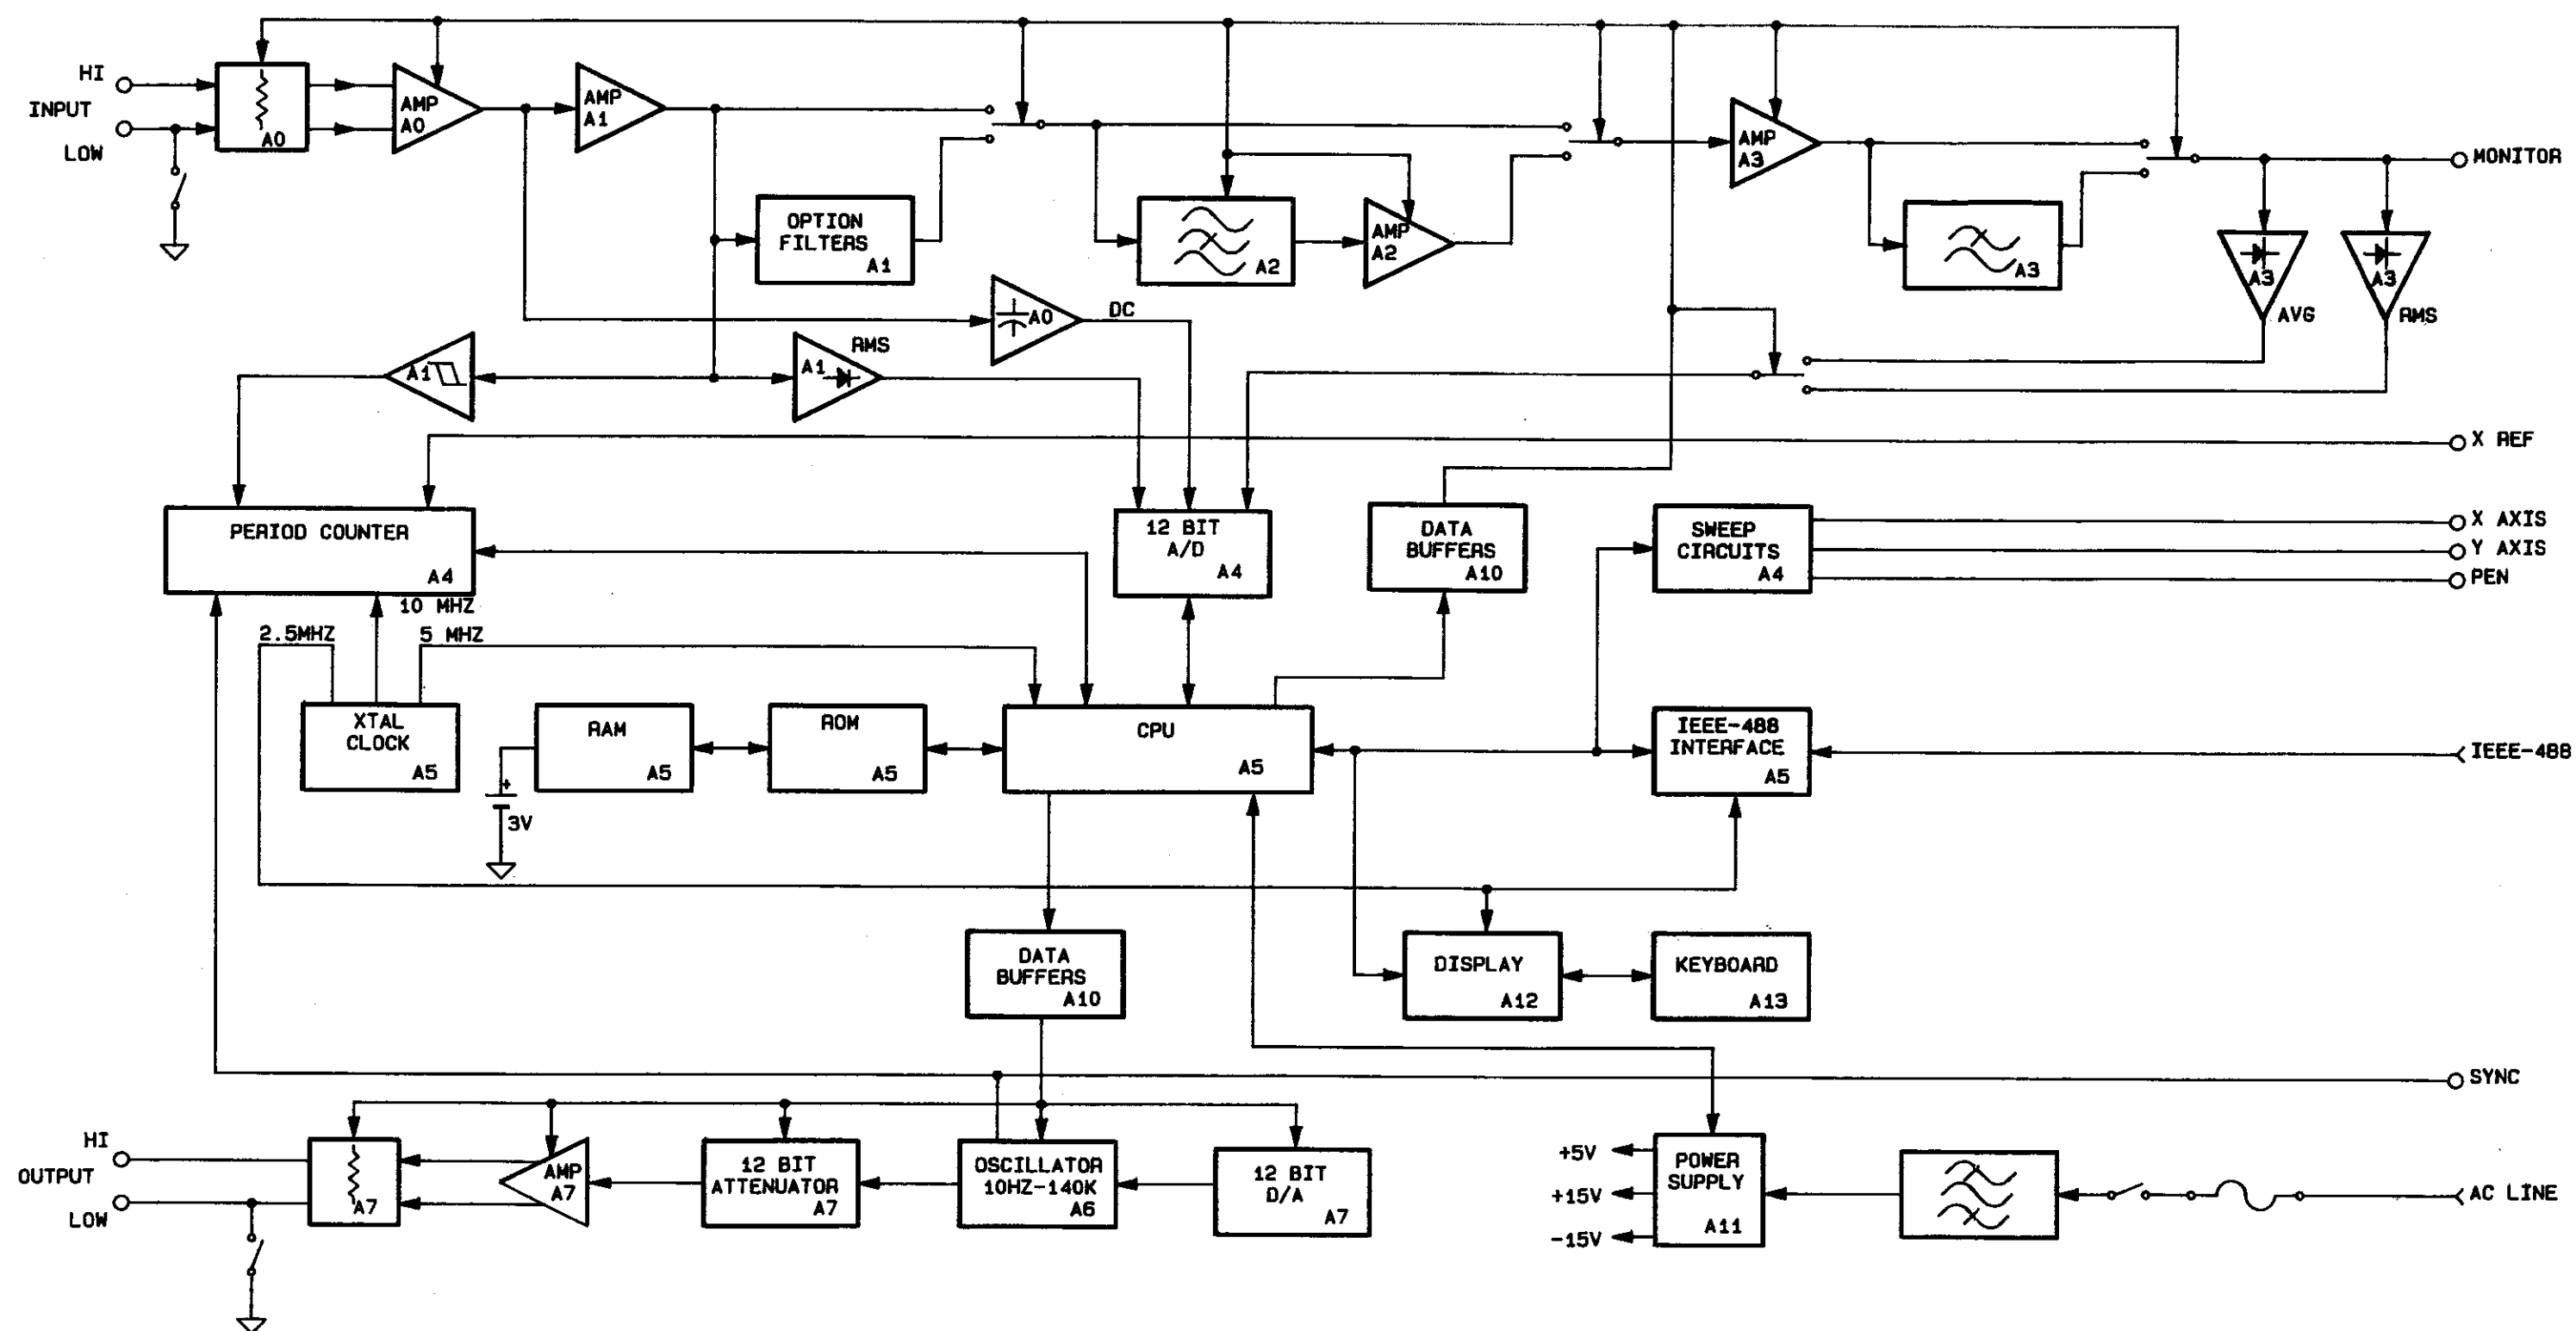 HI
INPUT
LOW
A0
AMP
A0
AMP
A1
OPTION
FILTERS
A1
A2
AMP
A2
AMP
A3
A3
MONITOR
A3
AVG
A3
RMS
A0
DC
A1
A1
RMS
X REF
PERIOD COUNTER
A4
12 BIT
A/D
A4
DATA
BUFFERS
A10
SWEEP
CIRCUITS
A4
X AXIS
Y AXIS
PEN
10 MHZ
2.5MHZ
5 MHZ
XTAL
CLOCK
A5
RAM
A5
+
3V
ROM
A5
CPU
A5
IEEE-488
INTERFACE
A5
IEEE-488
DATA
BUFFERS
A10
DISPLAY
A12
KEYBOARD
A13
SYNC
HI
OUTPUT
LOW
A7
AMP
A7
12 BIT
ATTENUATOR
A7
OSCILLATOR
10HZ-140K
A6
12 BIT
D/A
A7
+5V
+15V
-15V
POWER
SUPPLY
A11
AC LINE